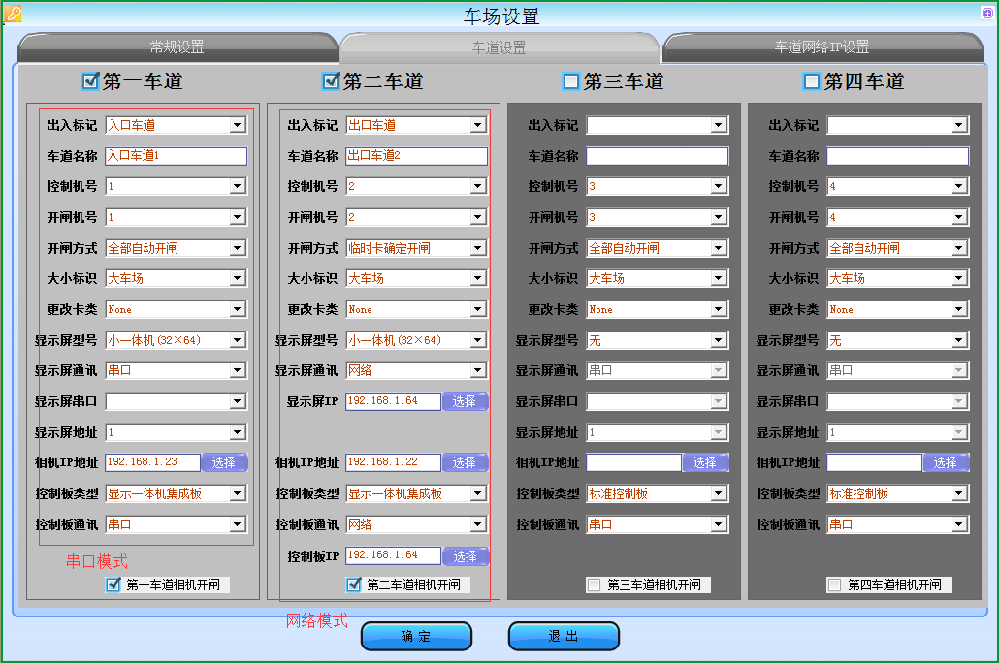 车场设置
常规设置 车道设置 车道网络IP设置
第一车道 第二车道 第三车道 第四车道
出入标记 入口车道 出入标记 出口车道 出入标记 出入标记
车道名称 入口车道1 车道名称 出口车道2 车道名称 车道名称
控制机号 1 控制机号 2 控制机号 3 控制机号 4
开闸机号 1 开闸机号 2 开闸机号 3 开闸机号 4
开闸方式 全部自动开闸 开闸方式 临时卡确定开闸 开闸方式 全部自动开闸 开闸方式 全部自动开闸
大小标识 大车场 大小标识 大车场 大小标识 大车场 大小标识 大车场
更改卡类 None 更改卡类 None 更改卡类 None 更改卡类 None
显示屏型号 小一体机(32×64) 显示屏型号 小一体机(32×64) 显示屏型号 无 显示屏型号 无
显示屏通讯 串口 显示屏通讯 网络 显示屏通讯 串口 显示屏通讯 串口
显示屏串口 显示屏IP 192.168.1.64 选择 显示屏串口 显示屏串口
显示屏地址 1 显示屏地址 1 显示屏地址 1
相机IP地址 192.168.1.23 选择 相机IP地址 192.168.1.22 选择 相机IP地址 选择 相机IP地址 选择
控制板类型 显示一体机集成板 控制板类型 显示一体机集成板 控制板类型 标准控制板 控制板类型 标准控制板
控制板通讯 串口 控制板通讯 网络 控制板通讯 串口 控制板通讯 串口
串口模式 控制板IP 192.168.1.64 选择
第一车道相机开闸 第二车道相机开闸 第三车道相机开闸 第四车道相机开闸
网络模式
确 定 退 出